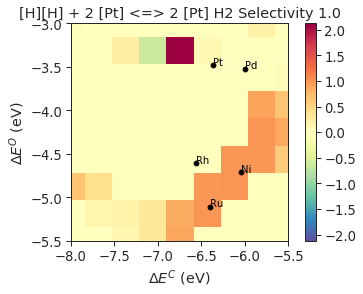 [H][H] + 2 [Pt] <=> 2 [Pt] H2 Selectivity 1.0
−3.0
−3.5
−4.0
−4.5
−5.0
−5.5
ΔE^O (eV)
Pt
Pd
Rh
Ni
Ru
−8.0 −7.5 −7.0 −6.5 −6.0 −5.5
ΔE^C (eV)
2.0
1.5
1.0
0.5
0.0
−0.5
−1.0
−1.5
−2.0